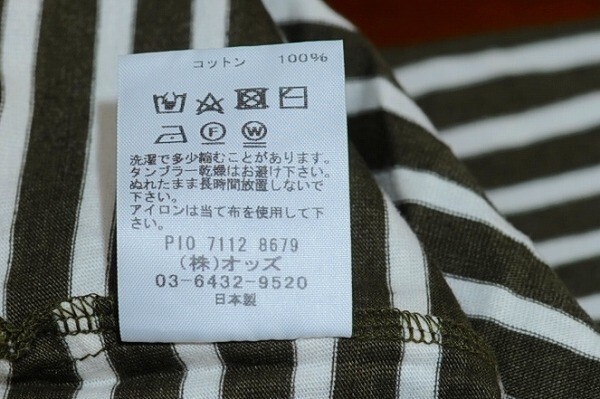 コットン 100%
洗濯で多少縮むことがあります。
タンブラー乾燥はお避け下さい。
ぬれたまま長時間放置しないで
下さい。
アイロンは当て布を使用して下
さい。
PIO 7112 8679
(株)オッズ
03-6432-9520
日本製